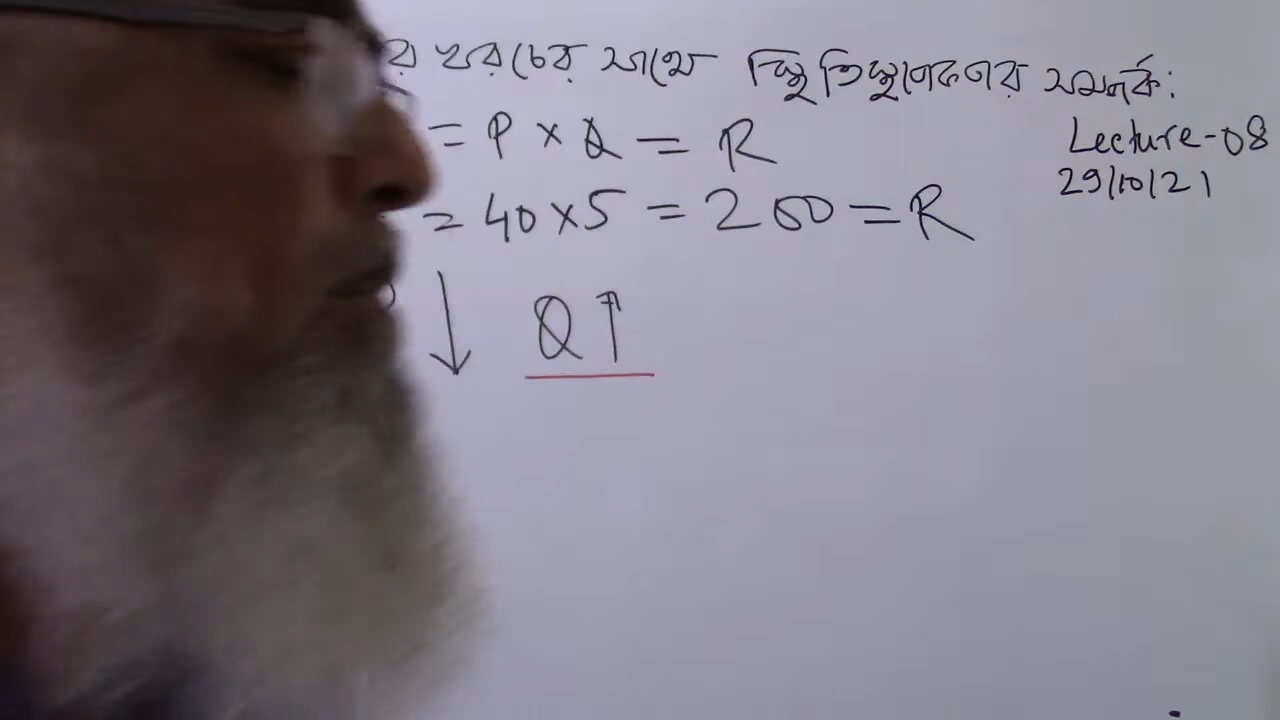 র খরচের সাথে স্থিতিস্থাপকতার সম্পর্ক:
= P x Q = R
Lecture-08
= 40 x 5 = 200 = R
29/10/21
↓ Q↑